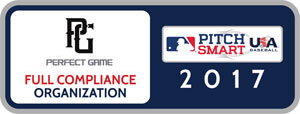 PG
PERFECT GAME
FULL COMPLIANCE
ORGANIZATION
PITCH
SMART
USA
BASEBALL
2017